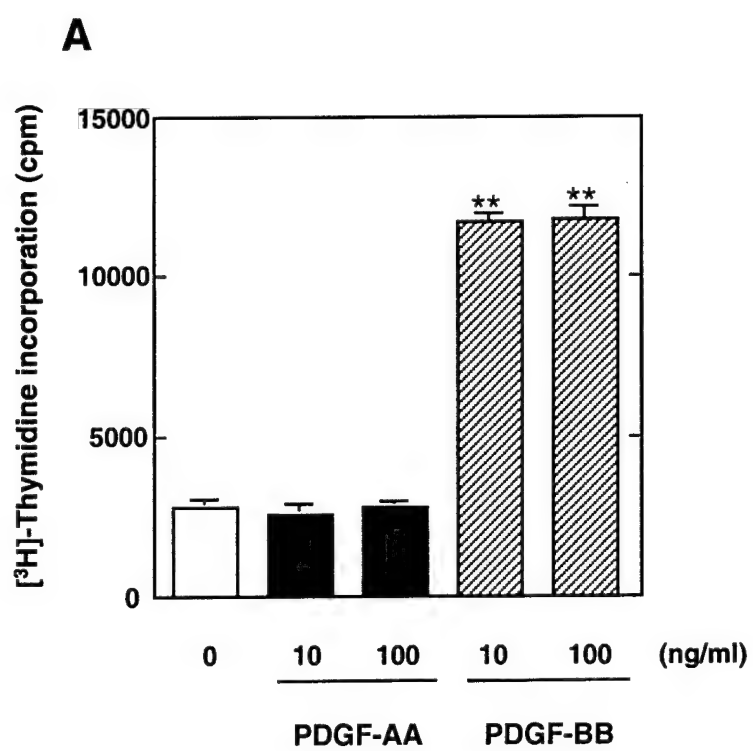 A
[³H]-Thymidine incorporation (cpm)
15000
10000
5000
0
**
**
0 10 100 10 100 (ng/ml)
PDGF-AA PDGF-BB